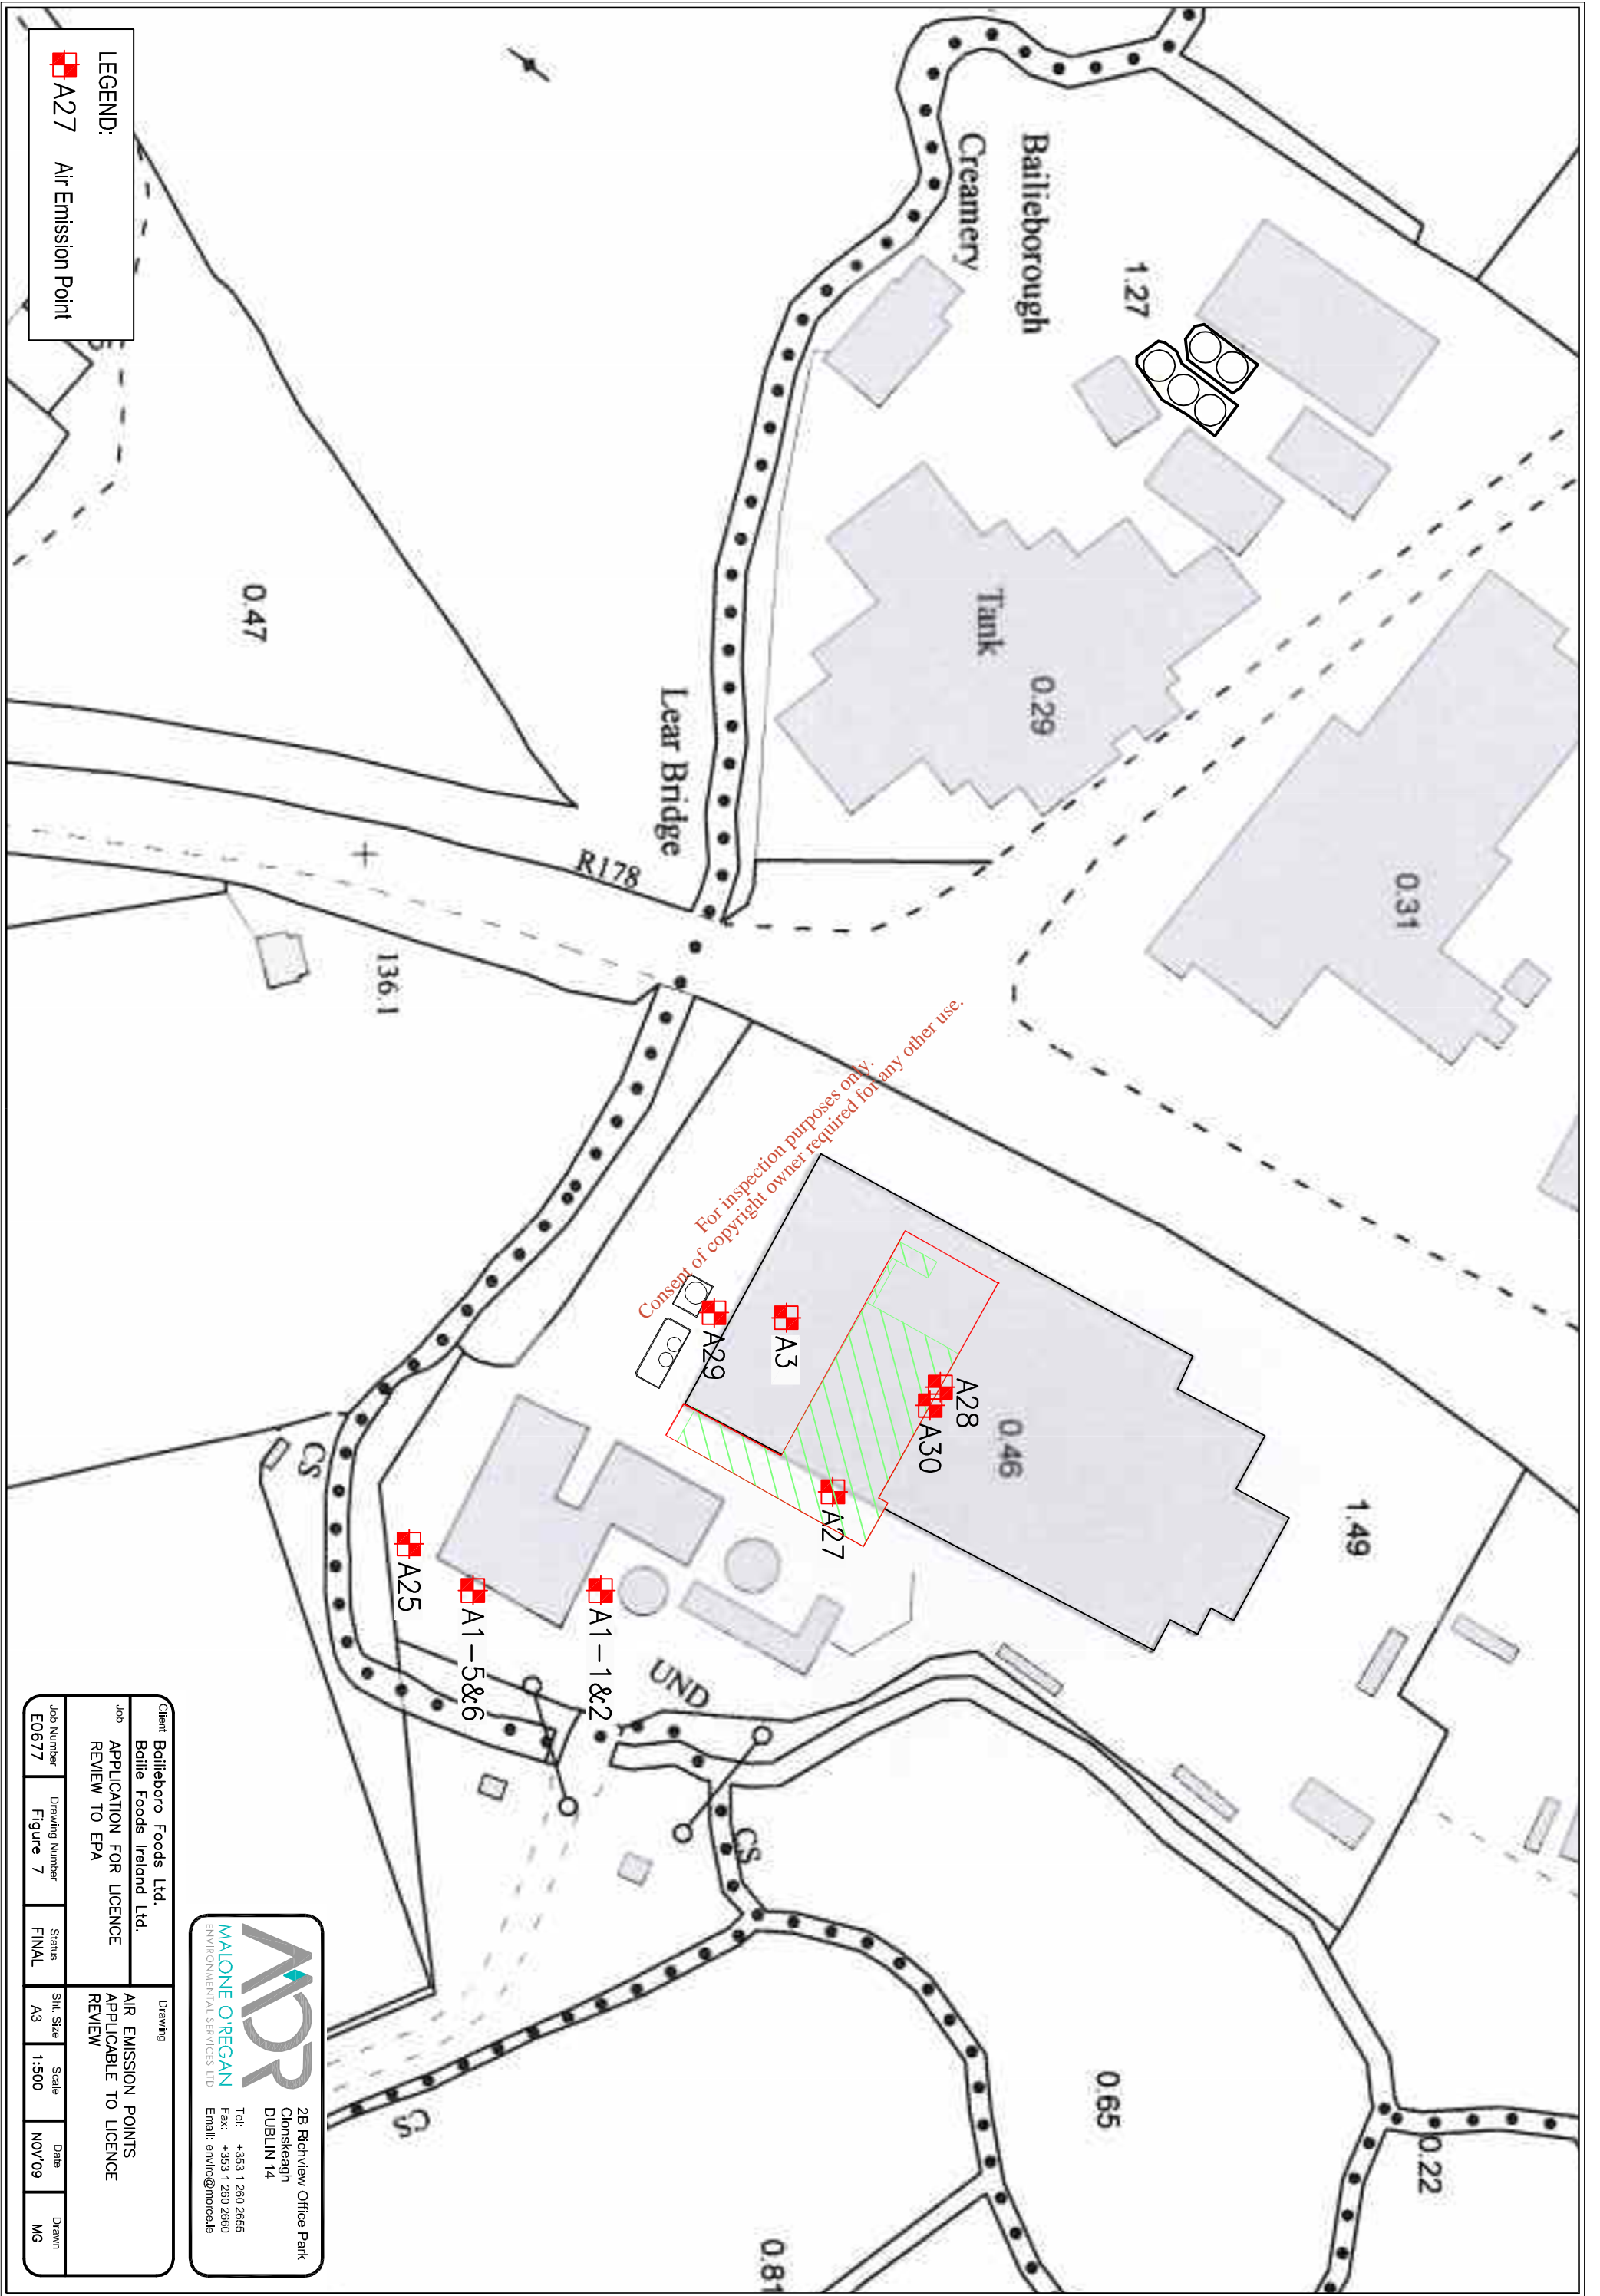 Bailieborough
Creamery
1.27
Tank
0.29
0.31
Lear Bridge
R178
0.47
136.1
For inspection purposes only.
Consent of copyright owner required for any other use.
A3
A29
A28
A30
A27
0.46
1.49
A25
A1-5&6
A1-1&2
UND
CS
CS
CS
0.65
0.22
0.81
LEGEND:
A27 Air Emission Point
MOR
MALONE O'REGAN
ENVIRONMENTAL SERVICES LTD
2B Richview Office Park
Clonskeagh
DUBLIN 14
Tel: +353 1 260 2655
Fax: +353 1 260 2660
Email: enviro@morce.ie
Client Bailieboro Foods Ltd.
Bailie Foods Ireland Ltd.
Job APPLICATION FOR LICENCE
REVIEW TO EPA
Drawing
AIR EMISSION POINTS
APPLICABLE TO LICENCE
REVIEW
Job Number E0677
Drawing Number Figure 7
Status FINAL
Sht. Size A3
Scale 1:500
Date NOV'09
Drawn MG